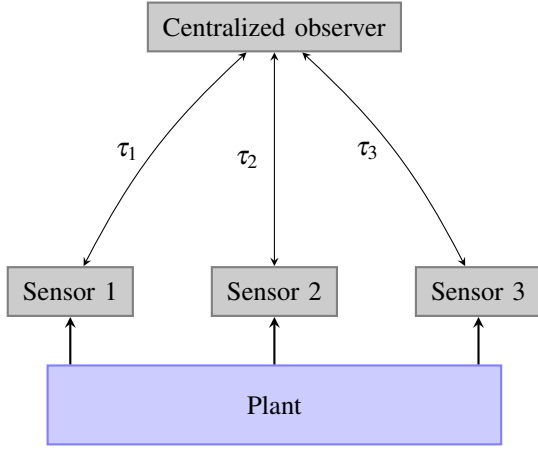 Centralized observer
τ1
τ2
τ3
Sensor 1
Sensor 2
Sensor 3
Plant